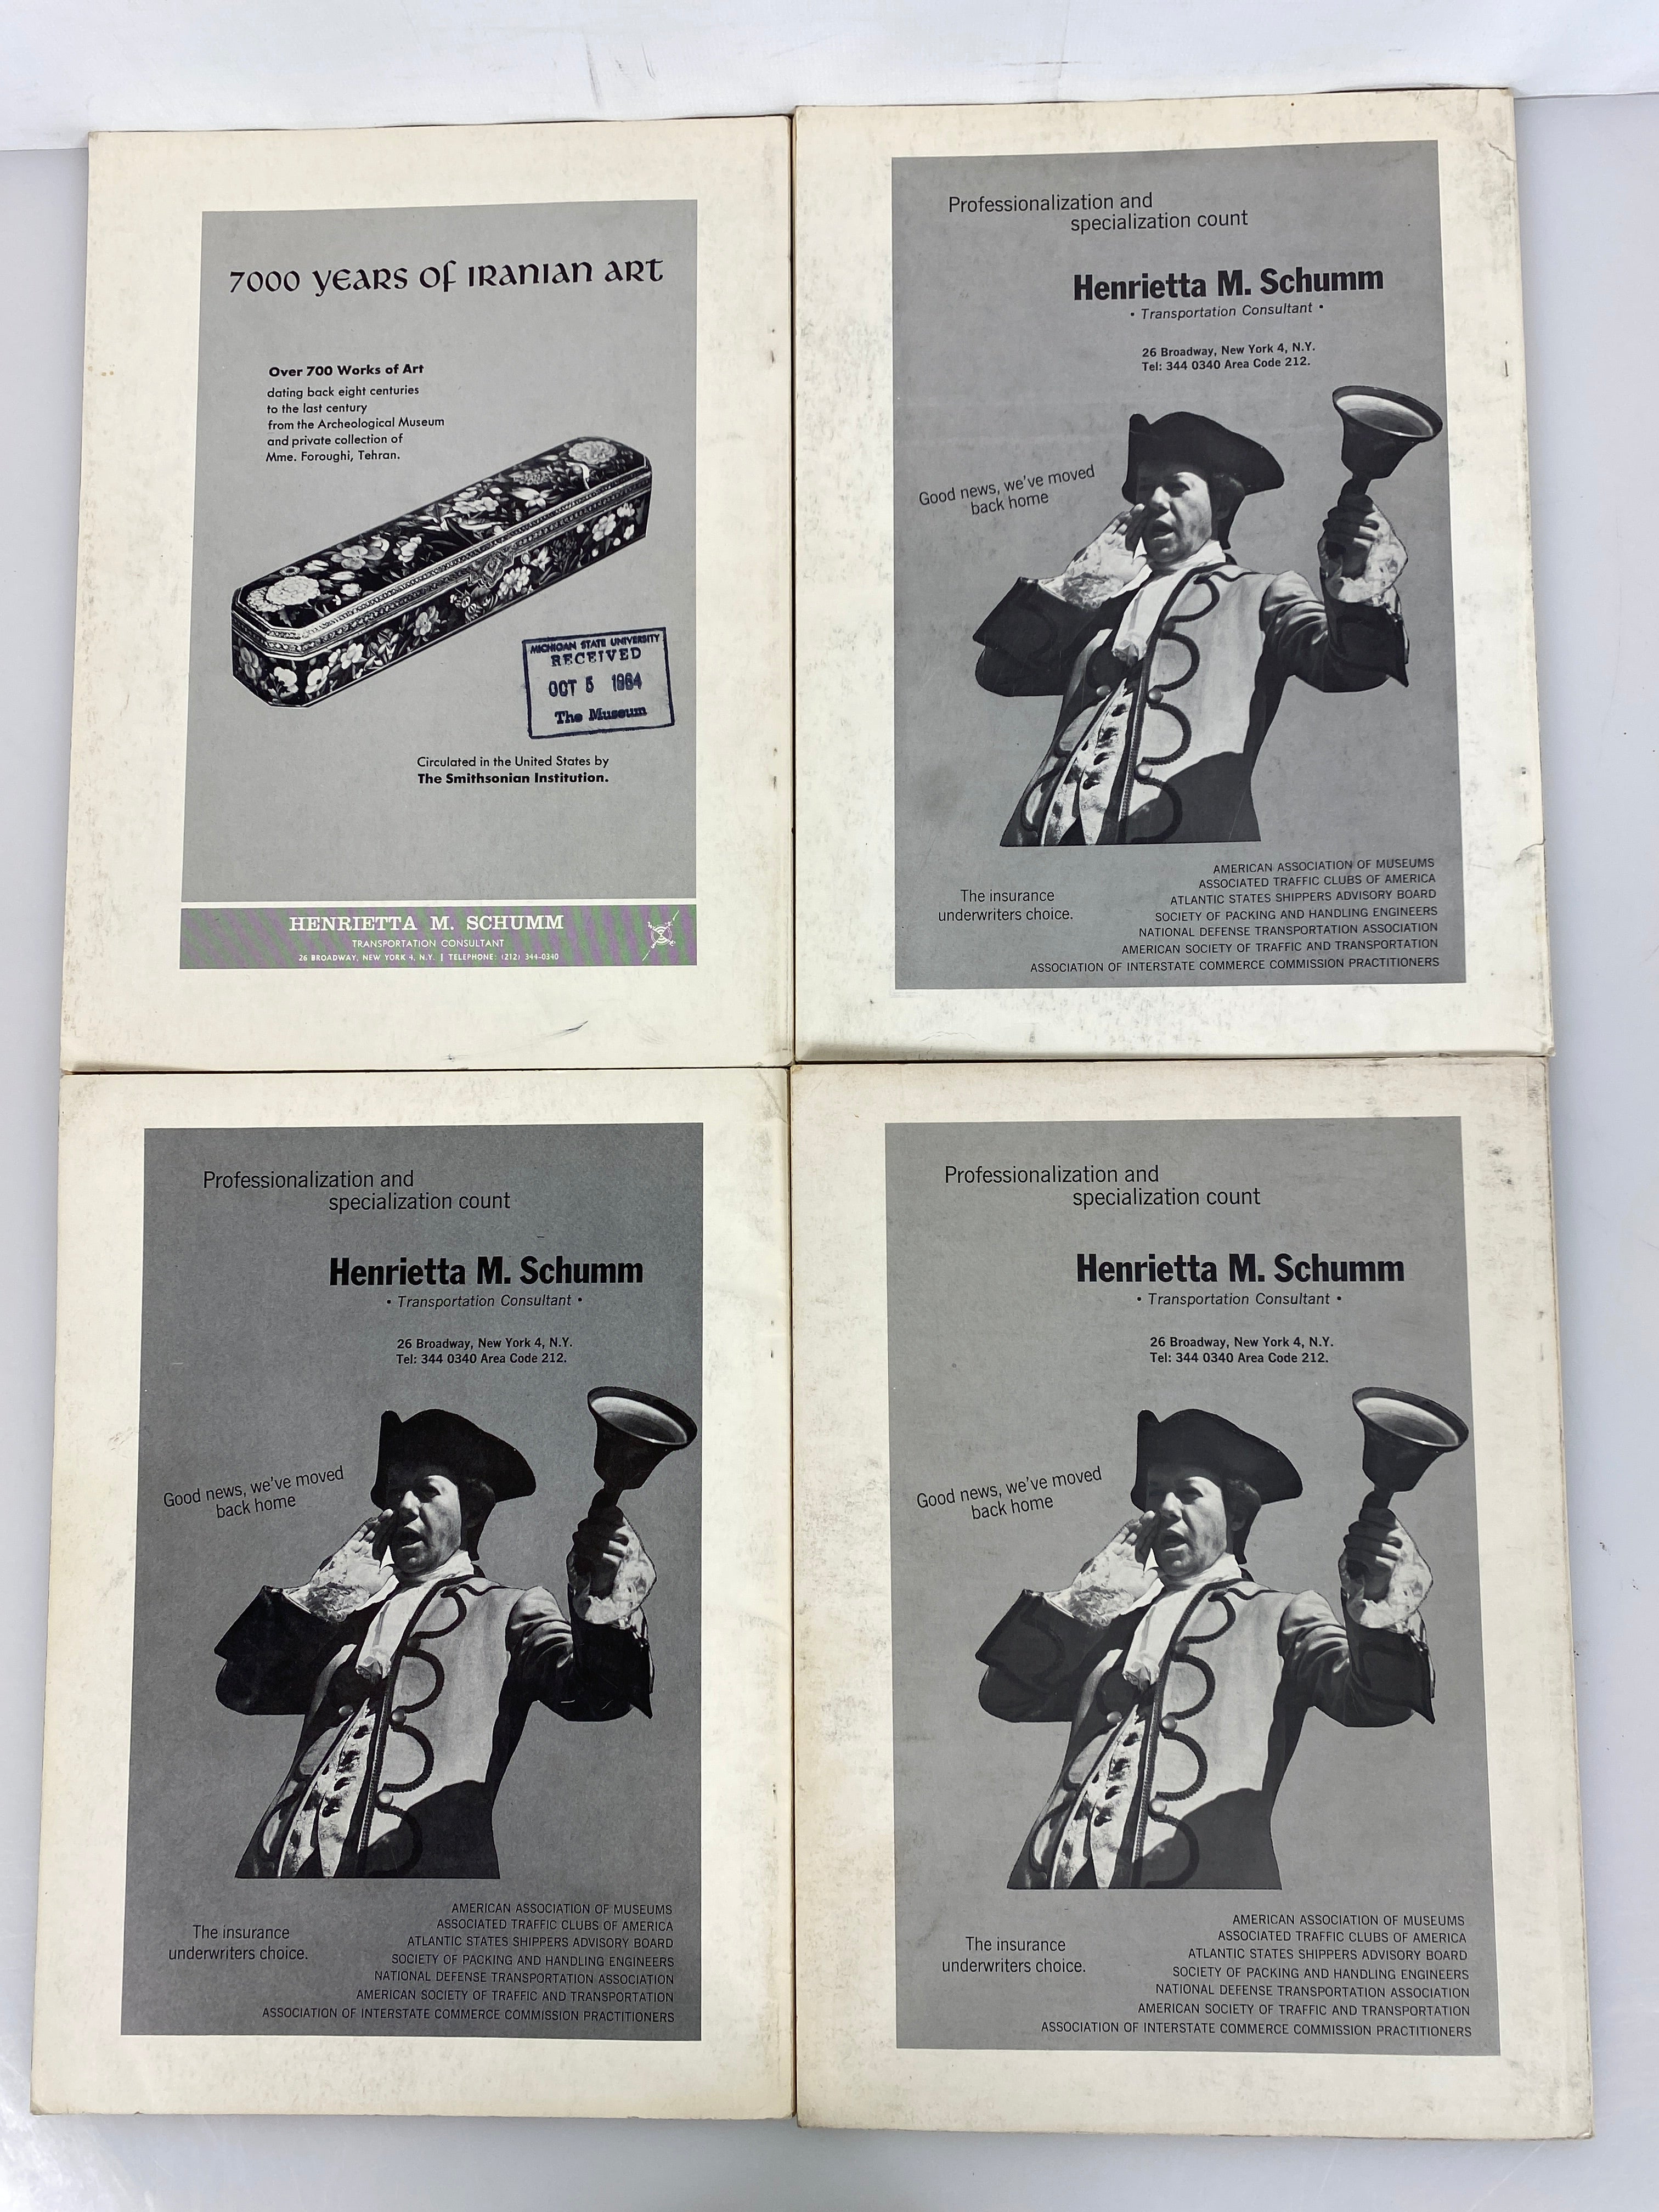 7000 YEARS OF IRANIAN ART
Over 700 Works of Art
dating back eight centuries
to the last century
from the Archeological Museum
and private collection of
Mme. Foroughi, Tehran.
MICHIGAN STATE UNIVERSITY
RECEIVED
OCT 5 1964
The Museum
Circulated in the United States by
The Smithsonian Institution.
HENRIETTA M. SCHUMM
TRANSPORTATION CONSULTANT
26 BROADWAY, NEW YORK 4, N.Y. | TELEPHONE: (212) 344-0340
Professionalization and
specialization count
Henrietta M. Schumm
• Transportation Consultant •
26 Broadway, New York 4, N.Y.
Tel: 344 0340 Area Code 212.
Good news, we've moved
back home
The insurance
underwriters choice.
AMERICAN ASSOCIATION OF MUSEUMS
ASSOCIATED TRAFFIC CLUBS OF AMERICA
ATLANTIC STATES SHIPPERS ADVISORY BOARD
SOCIETY OF PACKING AND HANDLING ENGINEERS
NATIONAL DEFENSE TRANSPORTATION ASSOCIATION
AMERICAN SOCIETY OF TRAFFIC AND TRANSPORTATION
ASSOCIATION OF INTERSTATE COMMERCE COMMISSION PRACTITIONERS
Professionalization and
specialization count
Henrietta M. Schumm
• Transportation Consultant •
26 Broadway, New York 4, N.Y.
Tel: 344 0340 Area Code 212.
Good news, we've moved
back home
The insurance
underwriters choice.
AMERICAN ASSOCIATION OF MUSEUMS
ASSOCIATED TRAFFIC CLUBS OF AMERICA
ATLANTIC STATES SHIPPERS ADVISORY BOARD
SOCIETY OF PACKING AND HANDLING ENGINEERS
NATIONAL DEFENSE TRANSPORTATION ASSOCIATION
AMERICAN SOCIETY OF TRAFFIC AND TRANSPORTATION
ASSOCIATION OF INTERSTATE COMMERCE COMMISSION PRACTITIONERS
Professionalization and
specialization count
Henrietta M. Schumm
• Transportation Consultant •
26 Broadway, New York 4, N.Y.
Tel: 344 0340 Area Code 212.
Good news, we've moved
back home
The insurance
underwriters choice.
AMERICAN ASSOCIATION OF MUSEUMS
ASSOCIATED TRAFFIC CLUBS OF AMERICA
ATLANTIC STATES SHIPPERS ADVISORY BOARD
SOCIETY OF PACKING AND HANDLING ENGINEERS
NATIONAL DEFENSE TRANSPORTATION ASSOCIATION
AMERICAN SOCIETY OF TRAFFIC AND TRANSPORTATION
ASSOCIATION OF INTERSTATE COMMERCE COMMISSION PRACTITIONERS